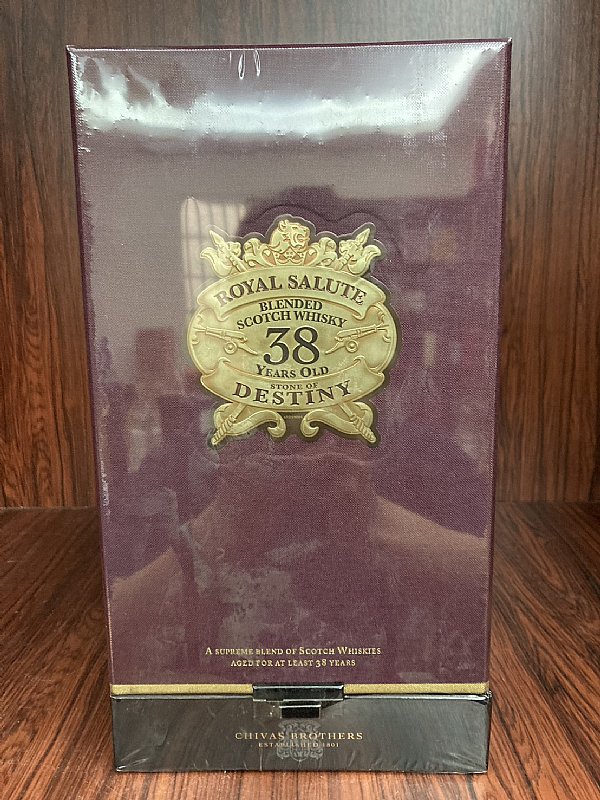 ROYAL SALUTE
BLENDED
SCOTCH WHISKY
38
YEARS OLD
STONE OF
DESTINY
A SUPREME BLEND OF SCOTCH WHISKIES
AGED FOR AT LEAST 38 YEARS
CHIVAS BROTHERS
ESTABLISHED 1801